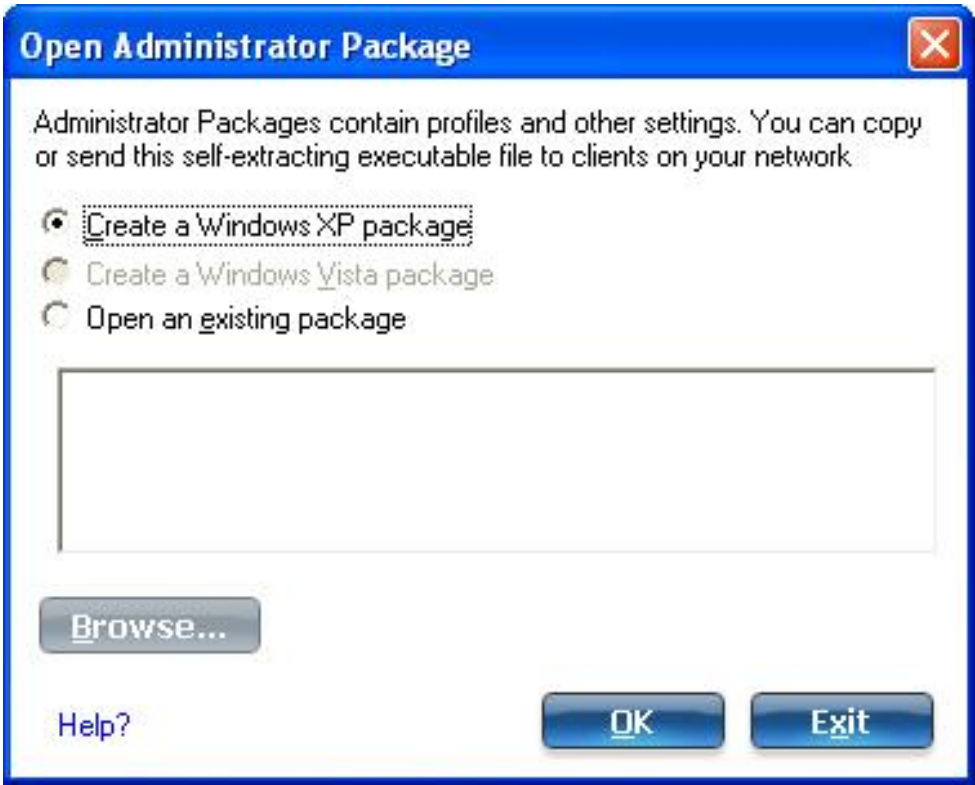 Open Administrator Package
Administrator Packages contain profiles and other settings. You can copy
or send this self-extracting executable file to clients on your network
Create a Windows XP package
Create a Windows Vista package
Open an existing package
Browse...
Help?
OK
Exit